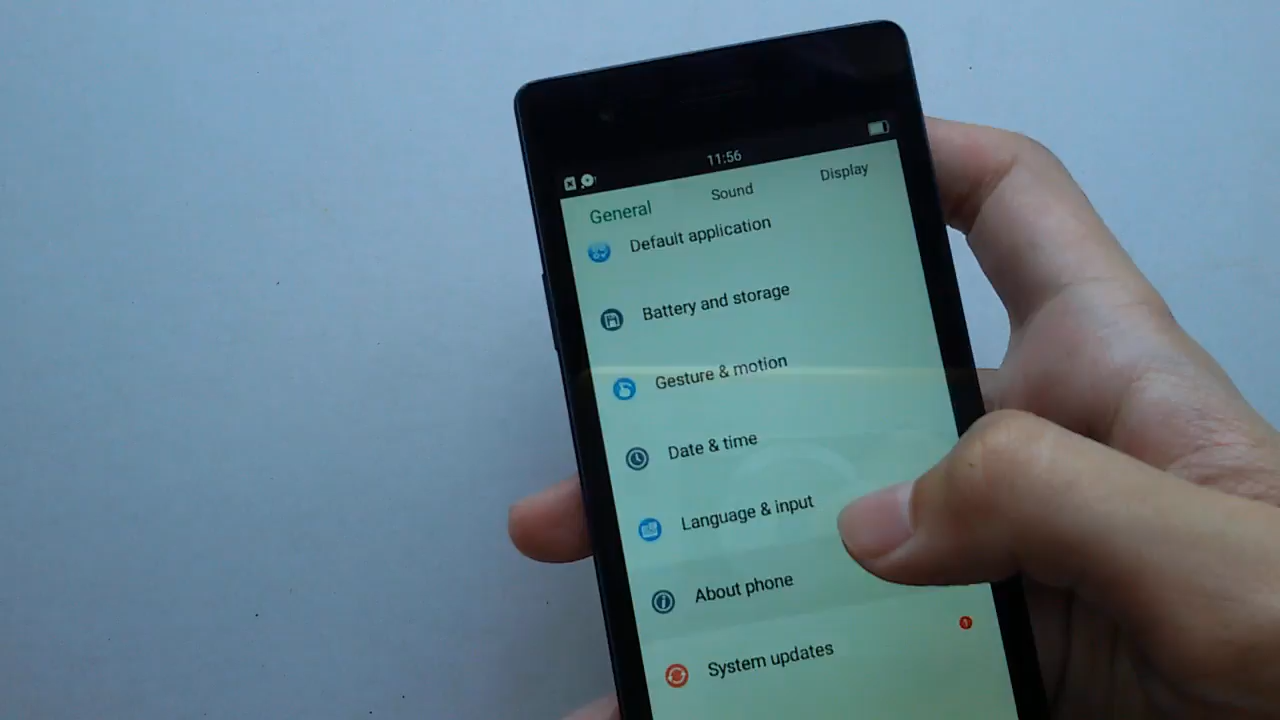 11:56
General
Sound
Display
Default application
Battery and storage
Gesture & motion
Date & time
Language & input
About phone
1
System updates